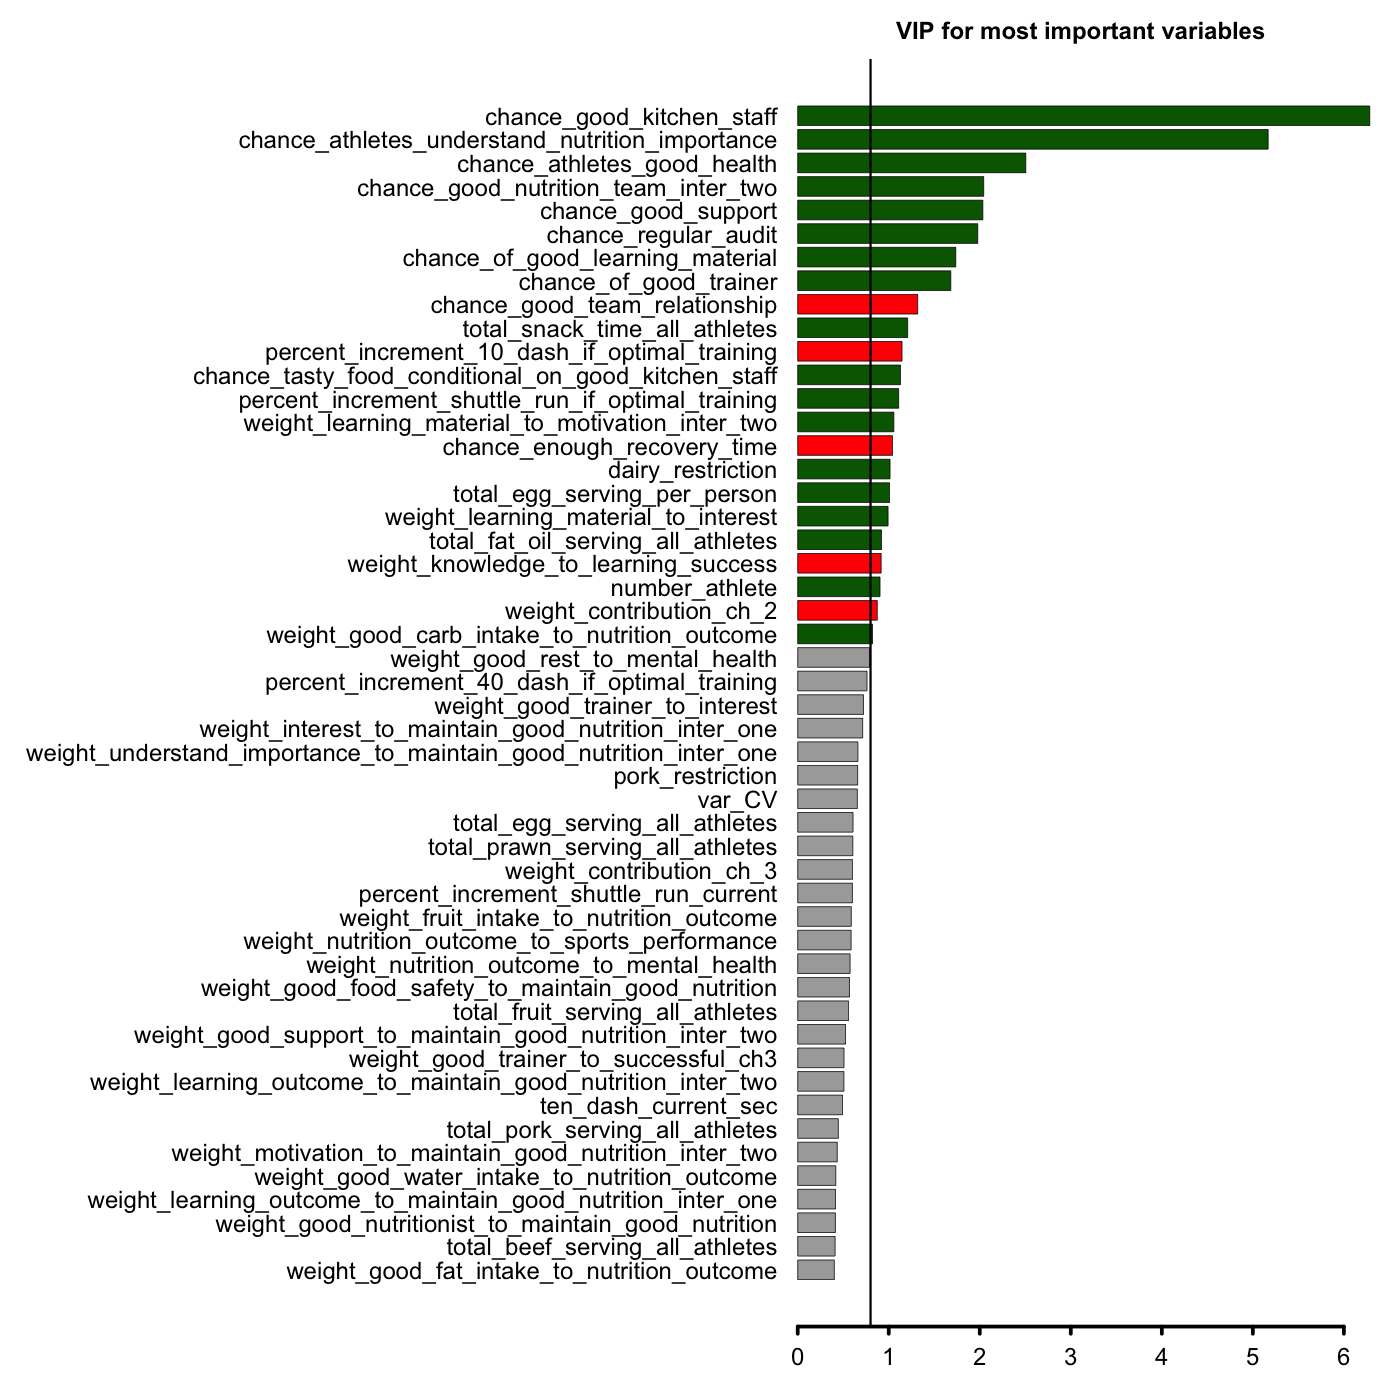 VIP for most important variables
chance_good_kitchen_staff
chance_athletes_understand_nutrition_importance
chance_athletes_good_health
chance_good_nutrition_team_inter_two
chance_good_support
chance_regular_audit
chance_of_good_learning_material
chance_of_good_trainer
chance_good_team_relationship
total_snack_time_all_athletes
percent_increment_10_dash_if_optimal_training
chance_tasty_food_conditional_on_good_kitchen_staff
percent_increment_shuttle_run_if_optimal_training
weight_learning_material_to_motivation_inter_two
chance_enough_recovery_time
dairy_restriction
total_egg_serving_per_person
weight_learning_material_to_interest
total_fat_oil_serving_all_athletes
weight_knowledge_to_learning_success
number_athlete
weight_contribution_ch_2
weight_good_carb_intake_to_nutrition_outcome
weight_good_rest_to_mental_health
percent_increment_40_dash_if_optimal_training
weight_good_trainer_to_interest
weight_interest_to_maintain_good_nutrition_inter_one
weight_understand_importance_to_maintain_good_nutrition_inter_one
pork_restriction
var_CV
total_egg_serving_all_athletes
total_prawn_serving_all_athletes
weight_contribution_ch_3
percent_increment_shuttle_run_current
weight_fruit_intake_to_nutrition_outcome
weight_nutrition_outcome_to_sports_performance
weight_nutrition_outcome_to_mental_health
weight_good_food_safety_to_maintain_good_nutrition
total_fruit_serving_all_athletes
weight_good_support_to_maintain_good_nutrition_inter_two
weight_good_trainer_to_successful_ch3
weight_learning_outcome_to_maintain_good_nutrition_inter_two
ten_dash_current_sec
total_pork_serving_all_athletes
weight_motivation_to_maintain_good_nutrition_inter_two
weight_good_water_intake_to_nutrition_outcome
weight_learning_outcome_to_maintain_good_nutrition_inter_one
weight_good_nutritionist_to_maintain_good_nutrition
total_beef_serving_all_athletes
weight_good_fat_intake_to_nutrition_outcome
0 1 2 3 4 5 6